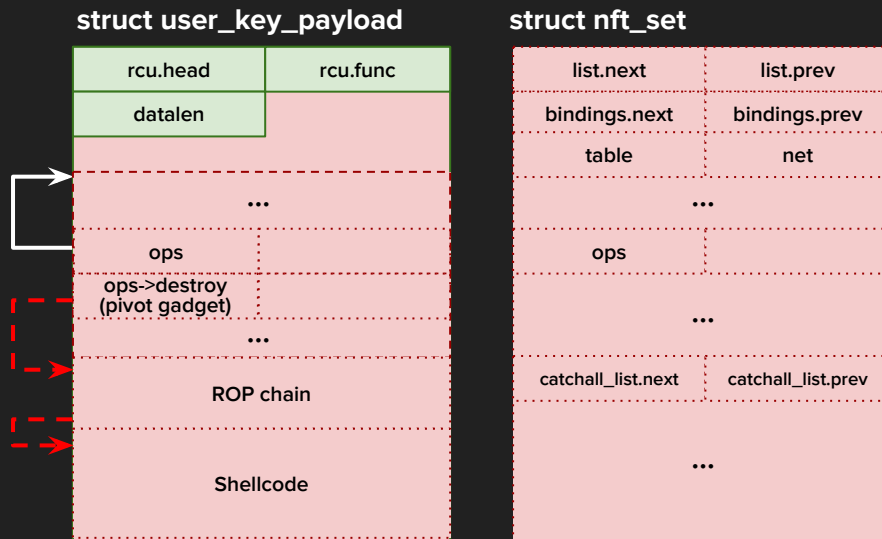 struct user_key_payload
rcu.head
rcu.func
datalen
...
ops
ops->destroy
(pivot gadget)
...
ROP chain
Shellcode
struct nft_set
list.next
list.prev
bindings.next
bindings.prev
table
net
...
ops
...
catchall_list.next
catchall_list.prev
...